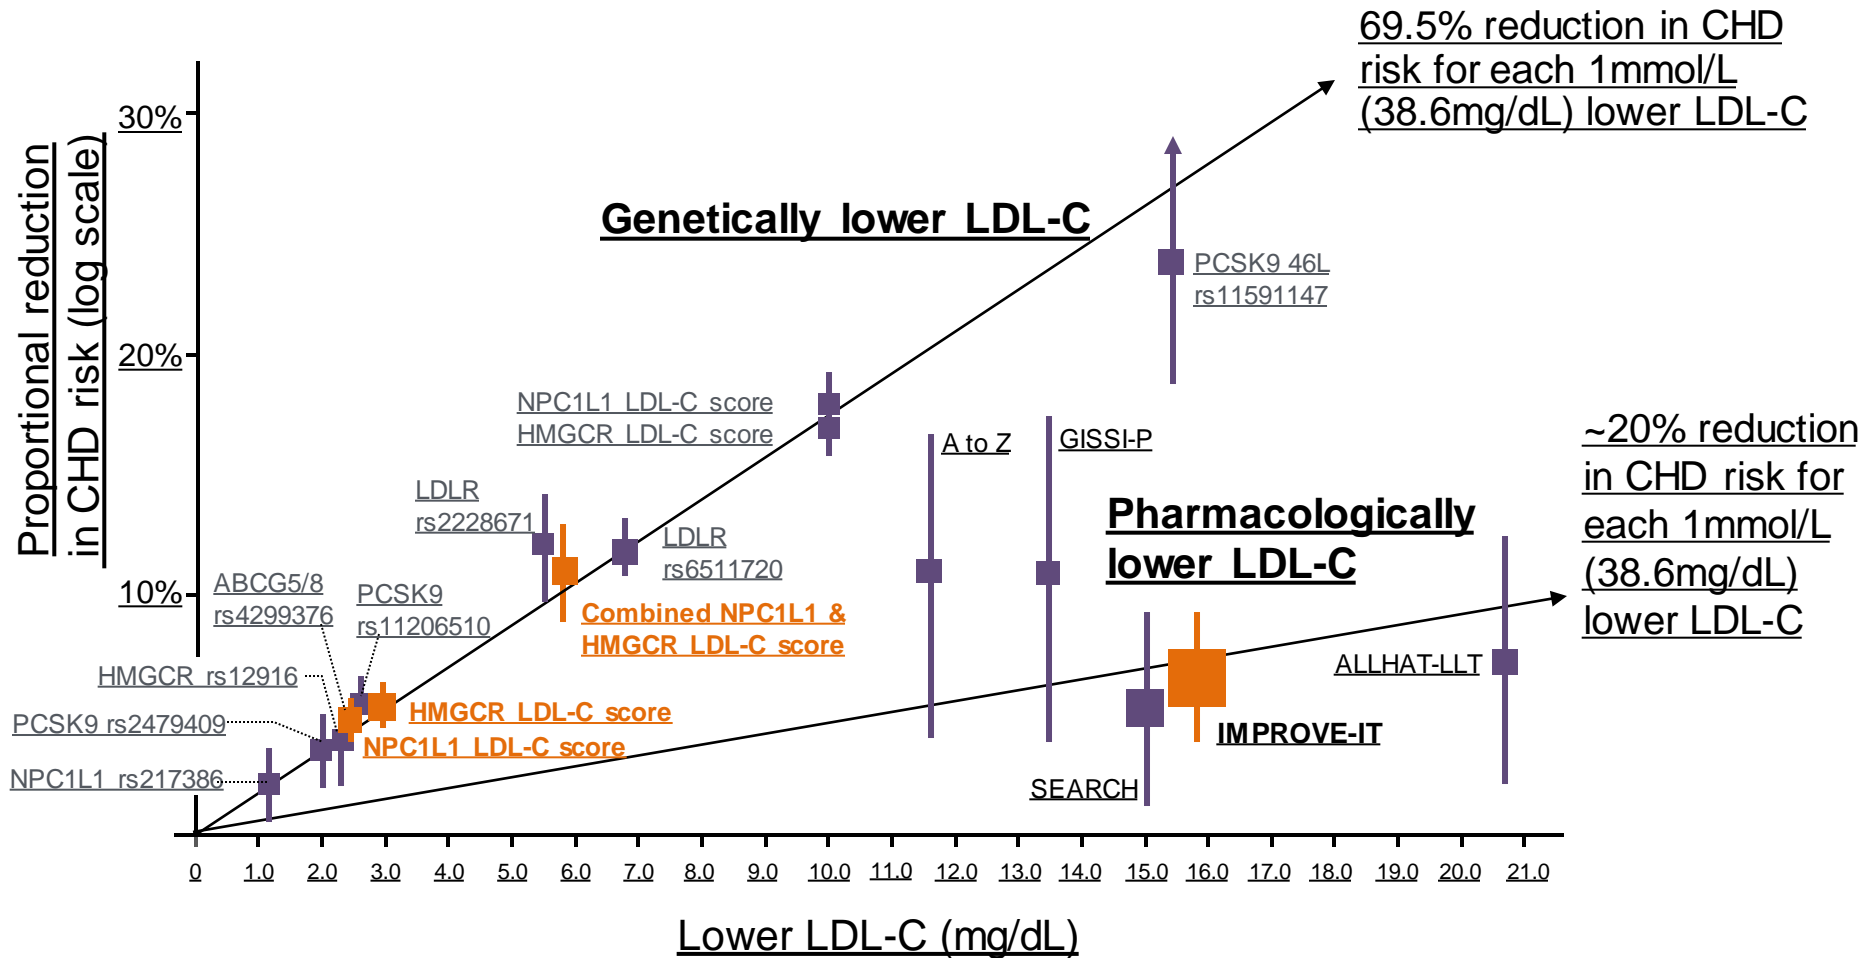 69.5% reduction in CHD
risk for each 1mmol/L
(38.6mg/dL) lower LDL-C
Proportional reduction
in CHD risk (log scale)
30%
20%
10%
Genetically lower LDL-C
PCSK9 46L
rs11591147
NPC1L1 LDL-C score
HMGCR LDL-C score
A to Z
GISSI-P
~20% reduction
in CHD risk for
each 1mmol/L
(38.6mg/dL)
lower LDL-C
LDLR
rs2228671
LDLR
rs6511720
Pharmacologically
lower LDL-C
ABCG5/8
rs4299376
PCSK9
rs11206510
Combined NPC1L1 &
HMGCR LDL-C score
HMGCR rs12916
ALLHAT-LLT
PCSK9 rs2479409
HMGCR LDL-C score
NPC1L1 LDL-C score
IMPROVE-IT
NPC1L1 rs217386
SEARCH
0 1.0 2.0 3.0 4.0 5.0 6.0 7.0 8.0 9.0 10.0 11.0 12.0 13.0 14.0 15.0 16.0 17.0 18.0 19.0 20.0 21.0
Lower LDL-C (mg/dL)